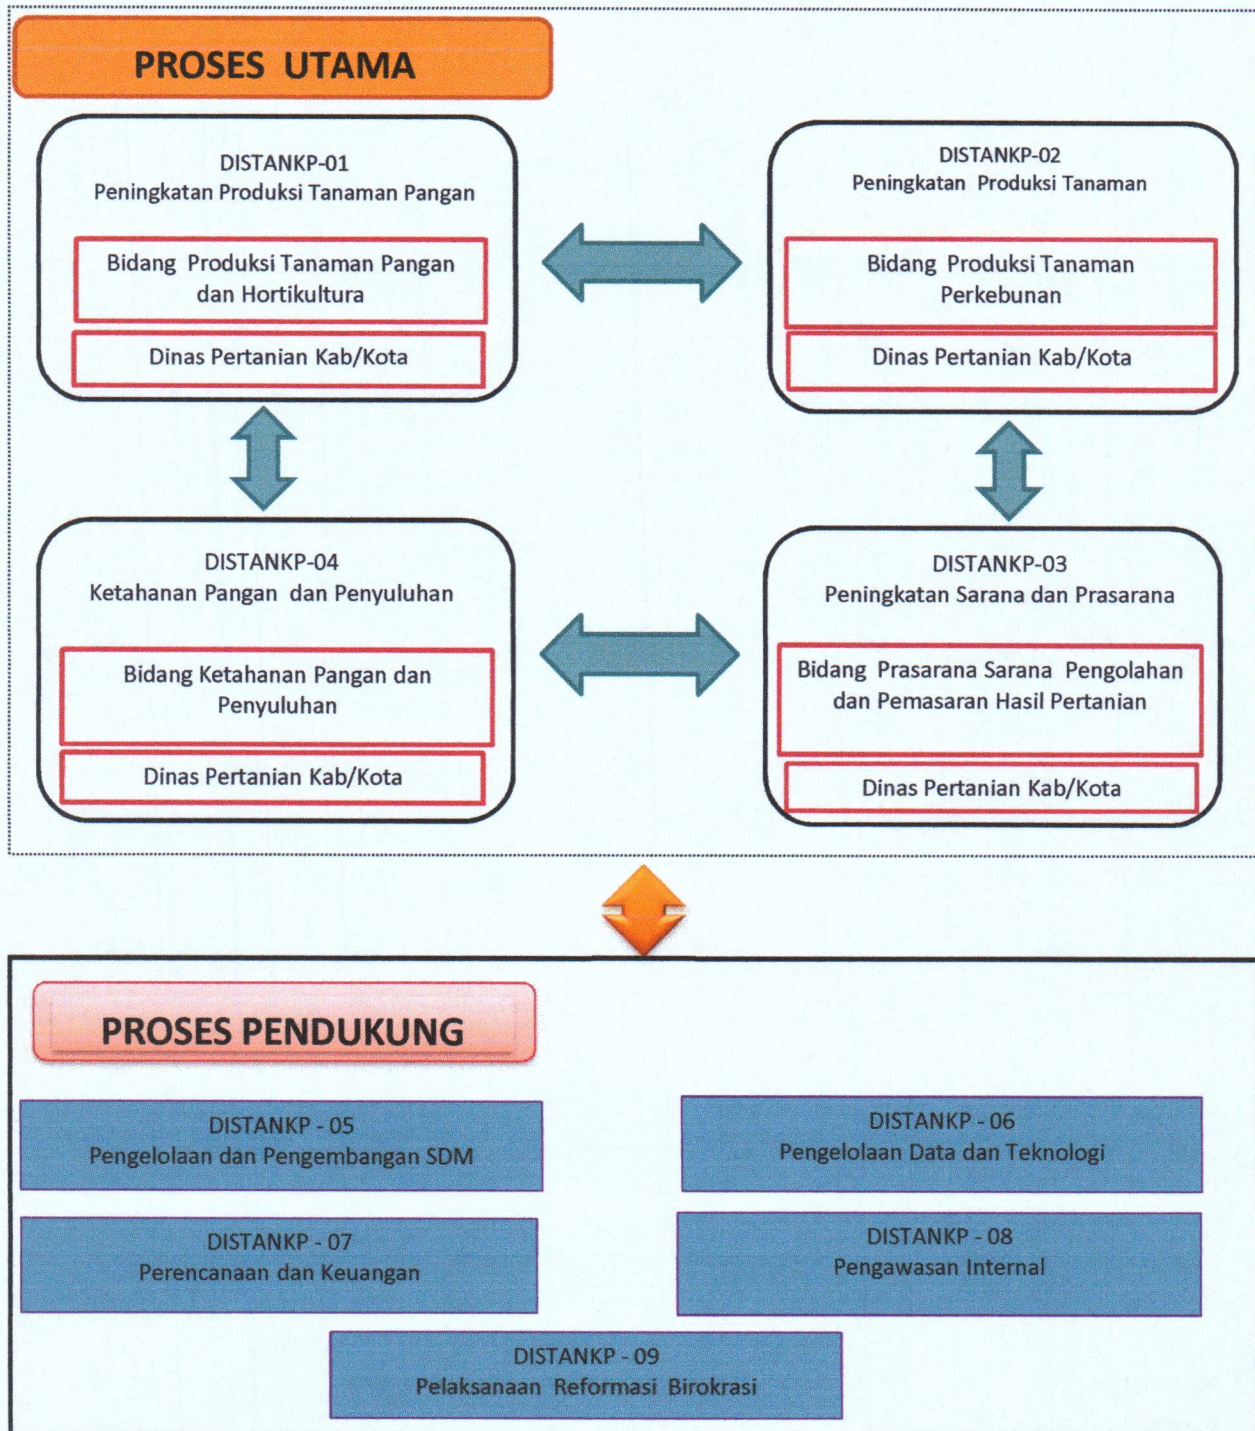 PROSES UTAMA
DISTANKP-01
Peningkatan Produksi Tanaman Pangan
Bidang Produksi Tanaman Pangan
dan Hortikultura
Dinas Pertanian Kab/Kota
DISTANKP-02
Peningkatan Produksi Tanaman
Bidang Produksi Tanaman
Perkebunan
Dinas Pertanian Kab/Kota
DISTANKP-04
Ketahanan Pangan dan Penyuluhan
Bidang Ketahanan Pangan dan
Penyuluhan
Dinas Pertanian Kab/Kota
DISTANKP-03
Peningkatan Sarana dan Prasarana
Bidang Prasarana Sarana Pengolahan
dan Pemasaran Hasil Pertanian
Dinas Pertanian Kab/Kota
PROSES PENDUKUNG
DISTANKP - 05
Pengelolaan dan Pengembangan SDM
DISTANKP - 06
Pengelolaan Data dan Teknologi
DISTANKP - 07
Perencanaan dan Keuangan
DISTANKP - 08
Pengawasan Internal
DISTANKP - 09
Pelaksanaan Reformasi Birokrasi